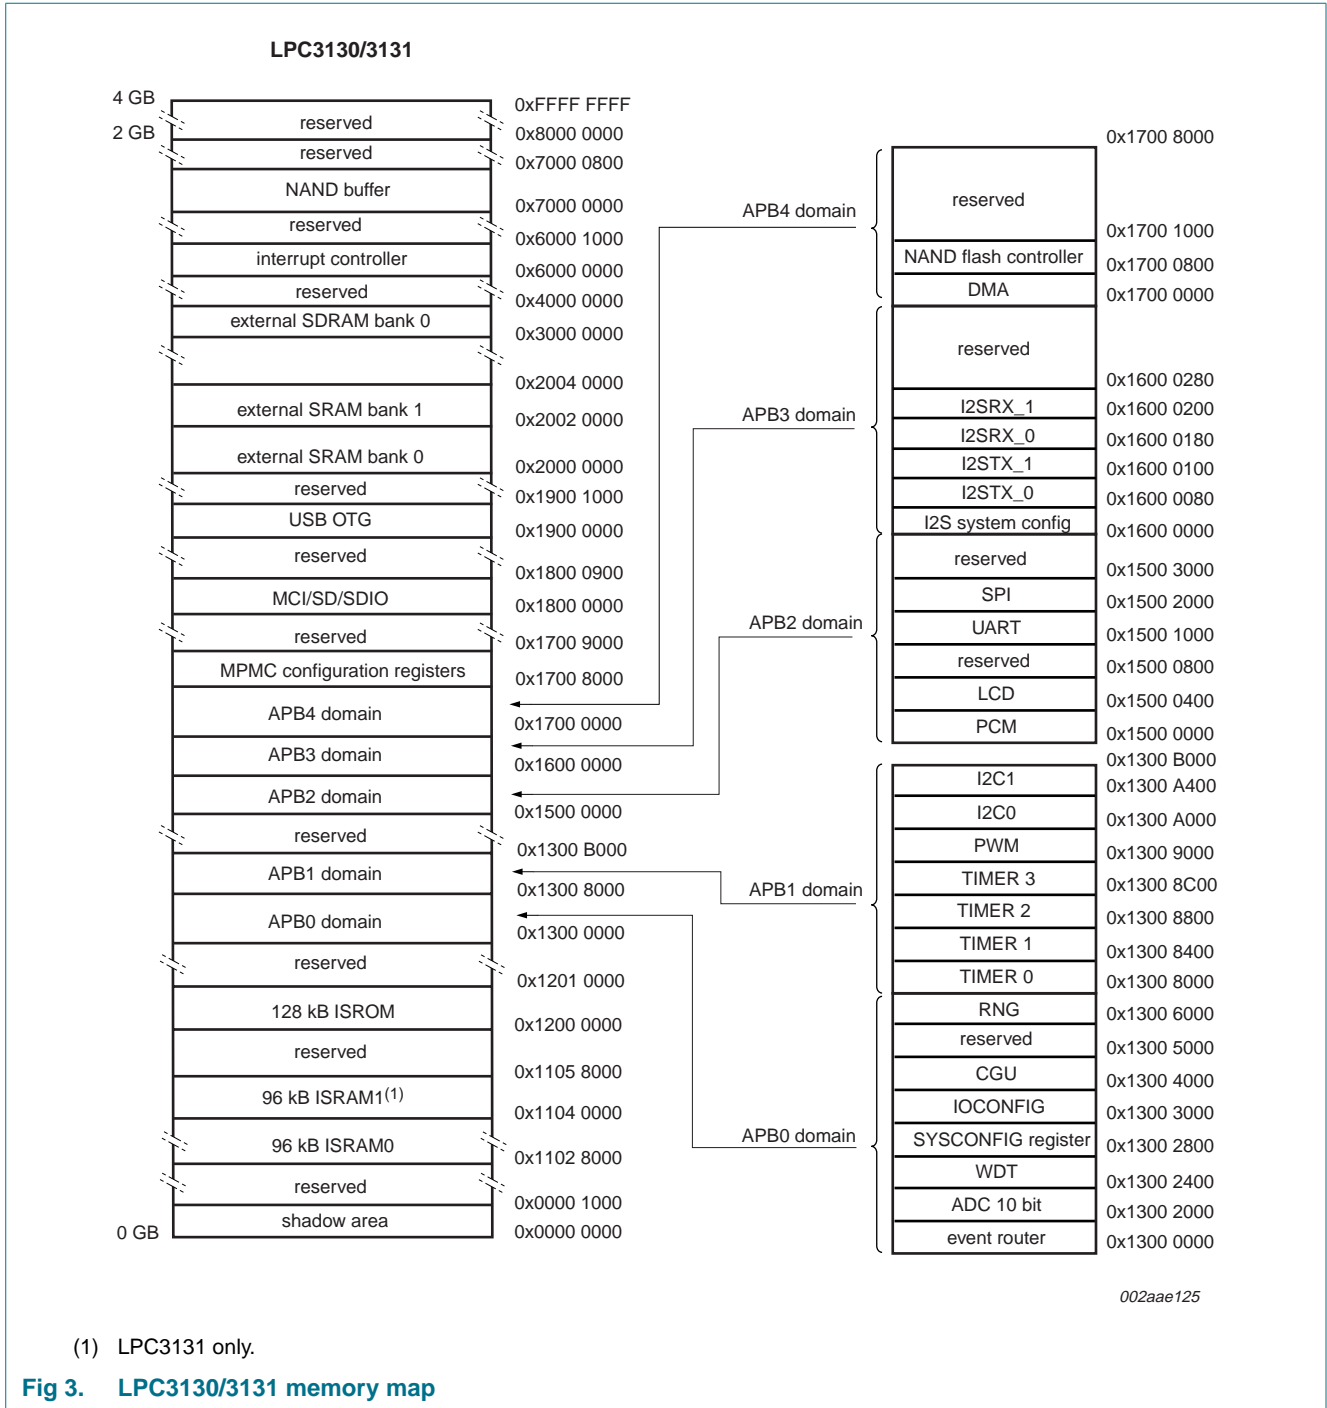 LPC3130/3131
4 GB
0xFFFF FFFF
reserved
2 GB
0x8000 0000
reserved
0x7000 0800
NAND buffer
0x7000 0000
reserved
0x6000 1000
interrupt controller
0x6000 0000
reserved
0x4000 0000
external SDRAM bank 0
0x3000 0000
0x2004 0000
external SRAM bank 1
0x2002 0000
external SRAM bank 0
0x2000 0000
reserved
0x1900 1000
USB OTG
0x1900 0000
reserved
0x1800 0900
MCI/SD/SDIO
0x1800 0000
reserved
0x1700 9000
MPMC configuration registers
0x1700 8000
APB4 domain
0x1700 0000
APB3 domain
0x1600 0000
APB2 domain
0x1500 0000
reserved
0x1300 B000
APB1 domain
0x1300 8000
APB0 domain
0x1300 0000
reserved
0x1201 0000
128 kB ISROM
0x1200 0000
reserved
0x1105 8000
96 kB ISRAM1(1)
0x1104 0000
96 kB ISRAM0
0x1102 8000
reserved
0x0000 1000
shadow area
0 GB
0x0000 0000
APB4 domain
0x1700 8000
reserved
0x1700 1000
NAND flash controller
0x1700 0800
DMA
0x1700 0000
APB3 domain
reserved
0x1600 0280
I2SRX_1
0x1600 0200
I2SRX_0
0x1600 0180
I2STX_1
0x1600 0100
I2STX_0
0x1600 0080
I2S system config
0x1600 0000
APB2 domain
reserved
0x1500 3000
SPI
0x1500 2000
UART
0x1500 1000
reserved
0x1500 0800
LCD
0x1500 0400
PCM
0x1500 0000
APB1 domain
0x1300 B000
I2C1
0x1300 A400
I2C0
0x1300 A000
PWM
0x1300 9000
TIMER 3
0x1300 8C00
TIMER 2
0x1300 8800
TIMER 1
0x1300 8400
TIMER 0
0x1300 8000
APB0 domain
RNG
0x1300 6000
reserved
0x1300 5000
CGU
0x1300 4000
IOCONFIG
0x1300 3000
SYSCONFIG register
0x1300 2800
WDT
0x1300 2400
ADC 10 bit
0x1300 2000
event router
0x1300 0000
002aae125
(1) LPC3131 only.
Fig 3. LPC3130/3131 memory map